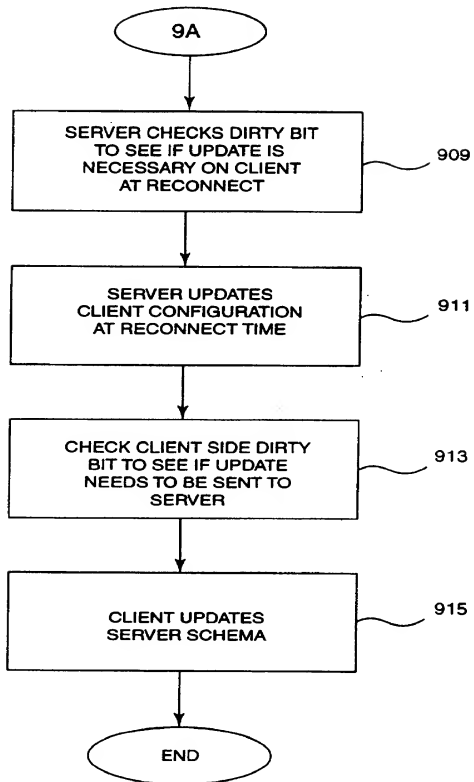 9A
SERVER CHECKS DIRTY BIT
TO SEE IF UPDATE IS
NECESSARY ON CLIENT
AT RECONNECT
909
SERVER UPDATES
CLIENT CONFIGURATION
AT RECONNECT TIME
911
CHECK CLIENT SIDE DIRTY
BIT TO SEE IF UPDATE
NEEDS TO BE SENT TO
SERVER
913
CLIENT UPDATES
SERVER SCHEMA
915
END